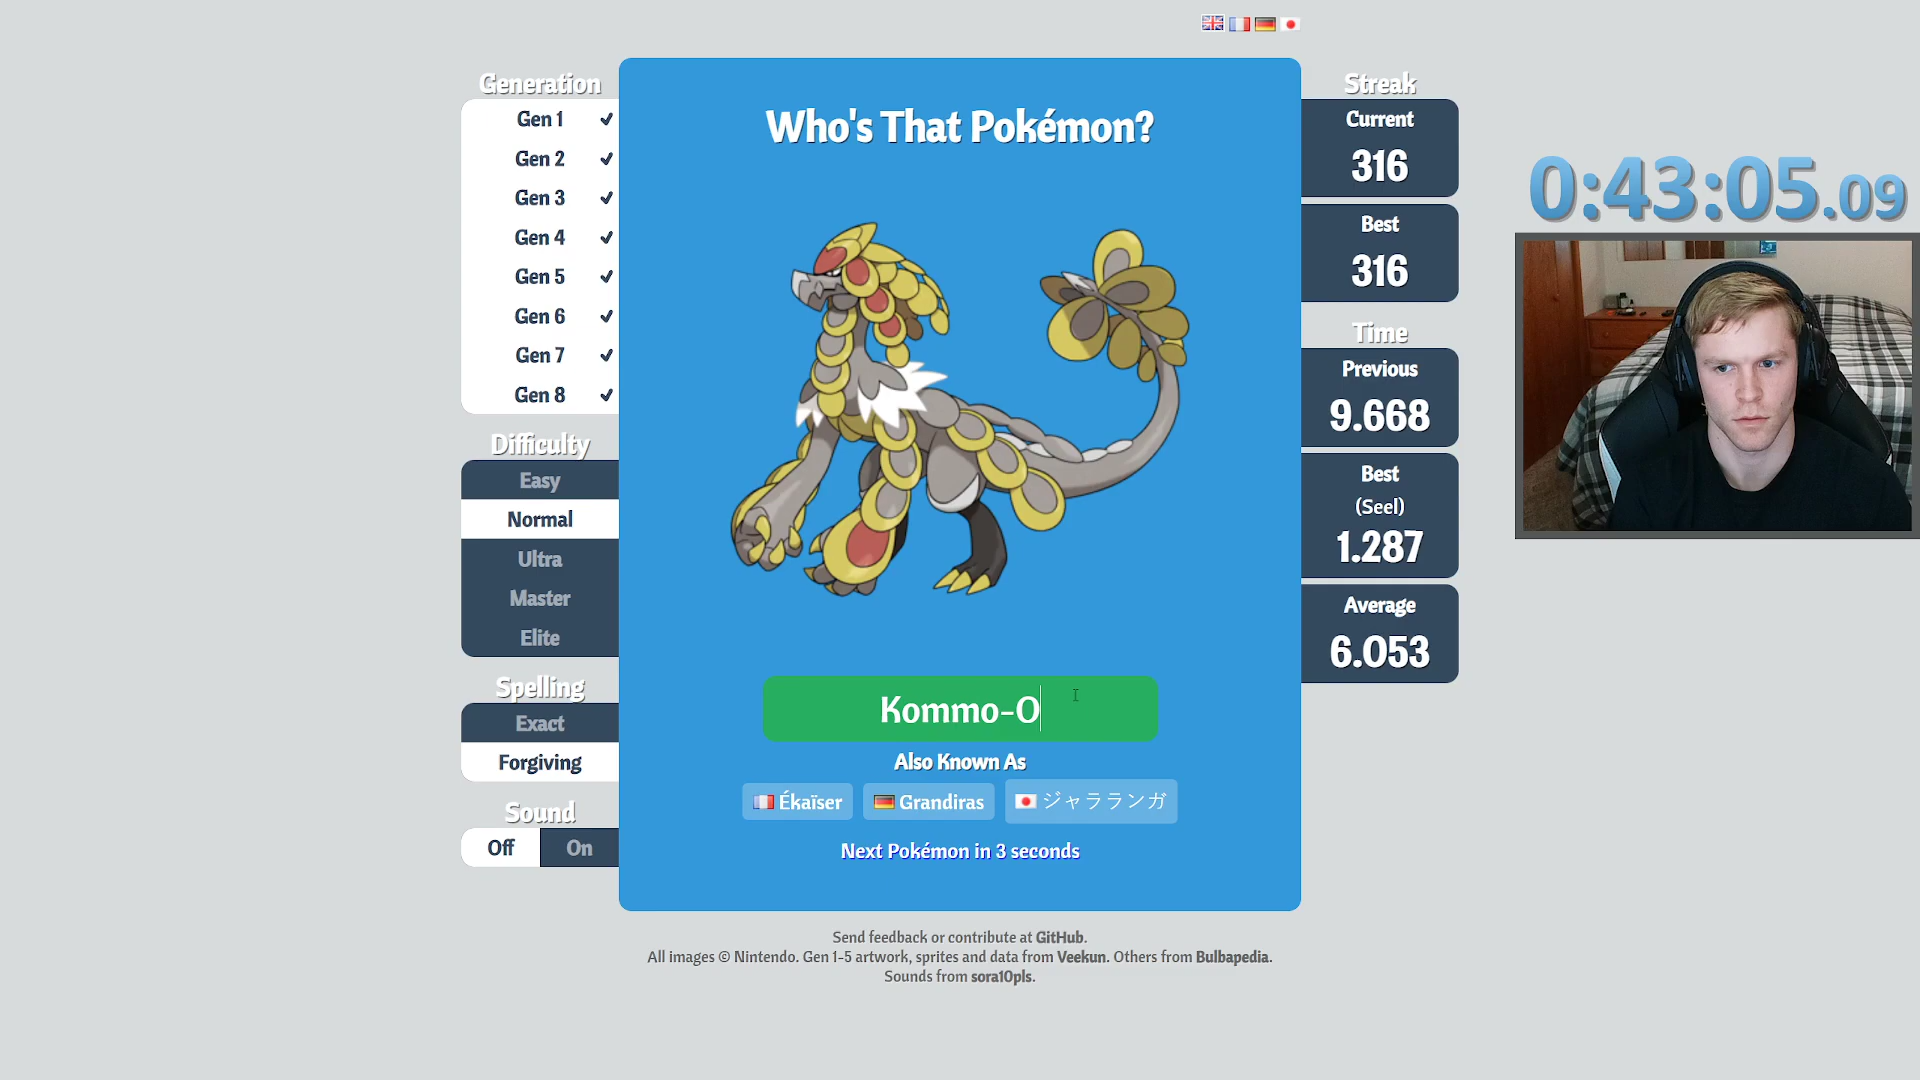 Generation
Gen 1
Gen 2
Gen 3
Gen 4
Gen 5
Gen 6
Gen 7
Gen 8
Difficulty
Easy
Normal
Ultra
Master
Elite
Spelling
Exact
Forgiving
Sound
Off On
Who's That Pokémon?
Kommo-O
Also Known As
Ékaïser Grandiras ジャラランガ
Next Pokémon in 3 seconds
Send feedback or contribute at GitHub.
All images © Nintendo. Gen 1-5 artwork, sprites and data from Veekun. Others from Bulbapedia.
Sounds from sora10pls.
Streak
Current
316
Best
316
Time
Previous
9.668
Best
(Seel)
1.287
Average
6.053
0:43:05.09